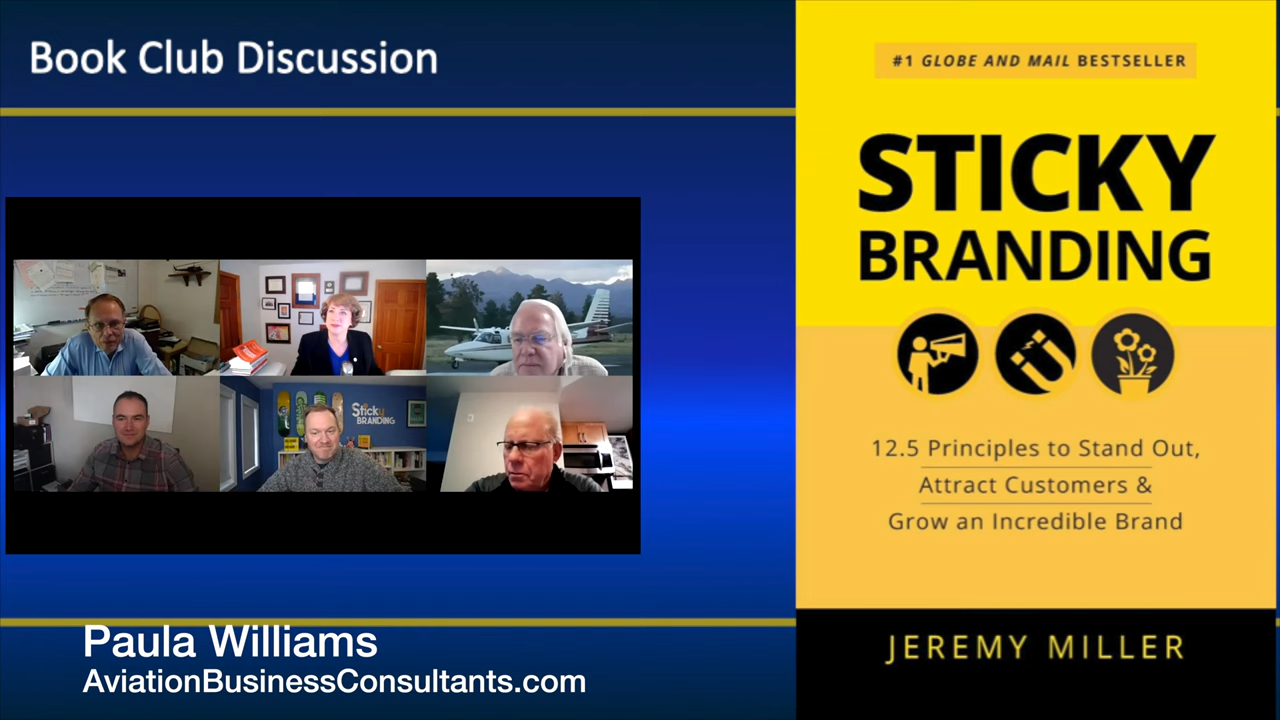 Book Club Discussion
#1 GLOBE AND MAIL BESTSELLER
STICKY
BRANDING
12.5 Principles to Stand Out,
Attract Customers &
Grow an Incredible Brand
JEREMY MILLER
Sticky
BRANDING
Paula Williams
AviationBusinessConsultants.com